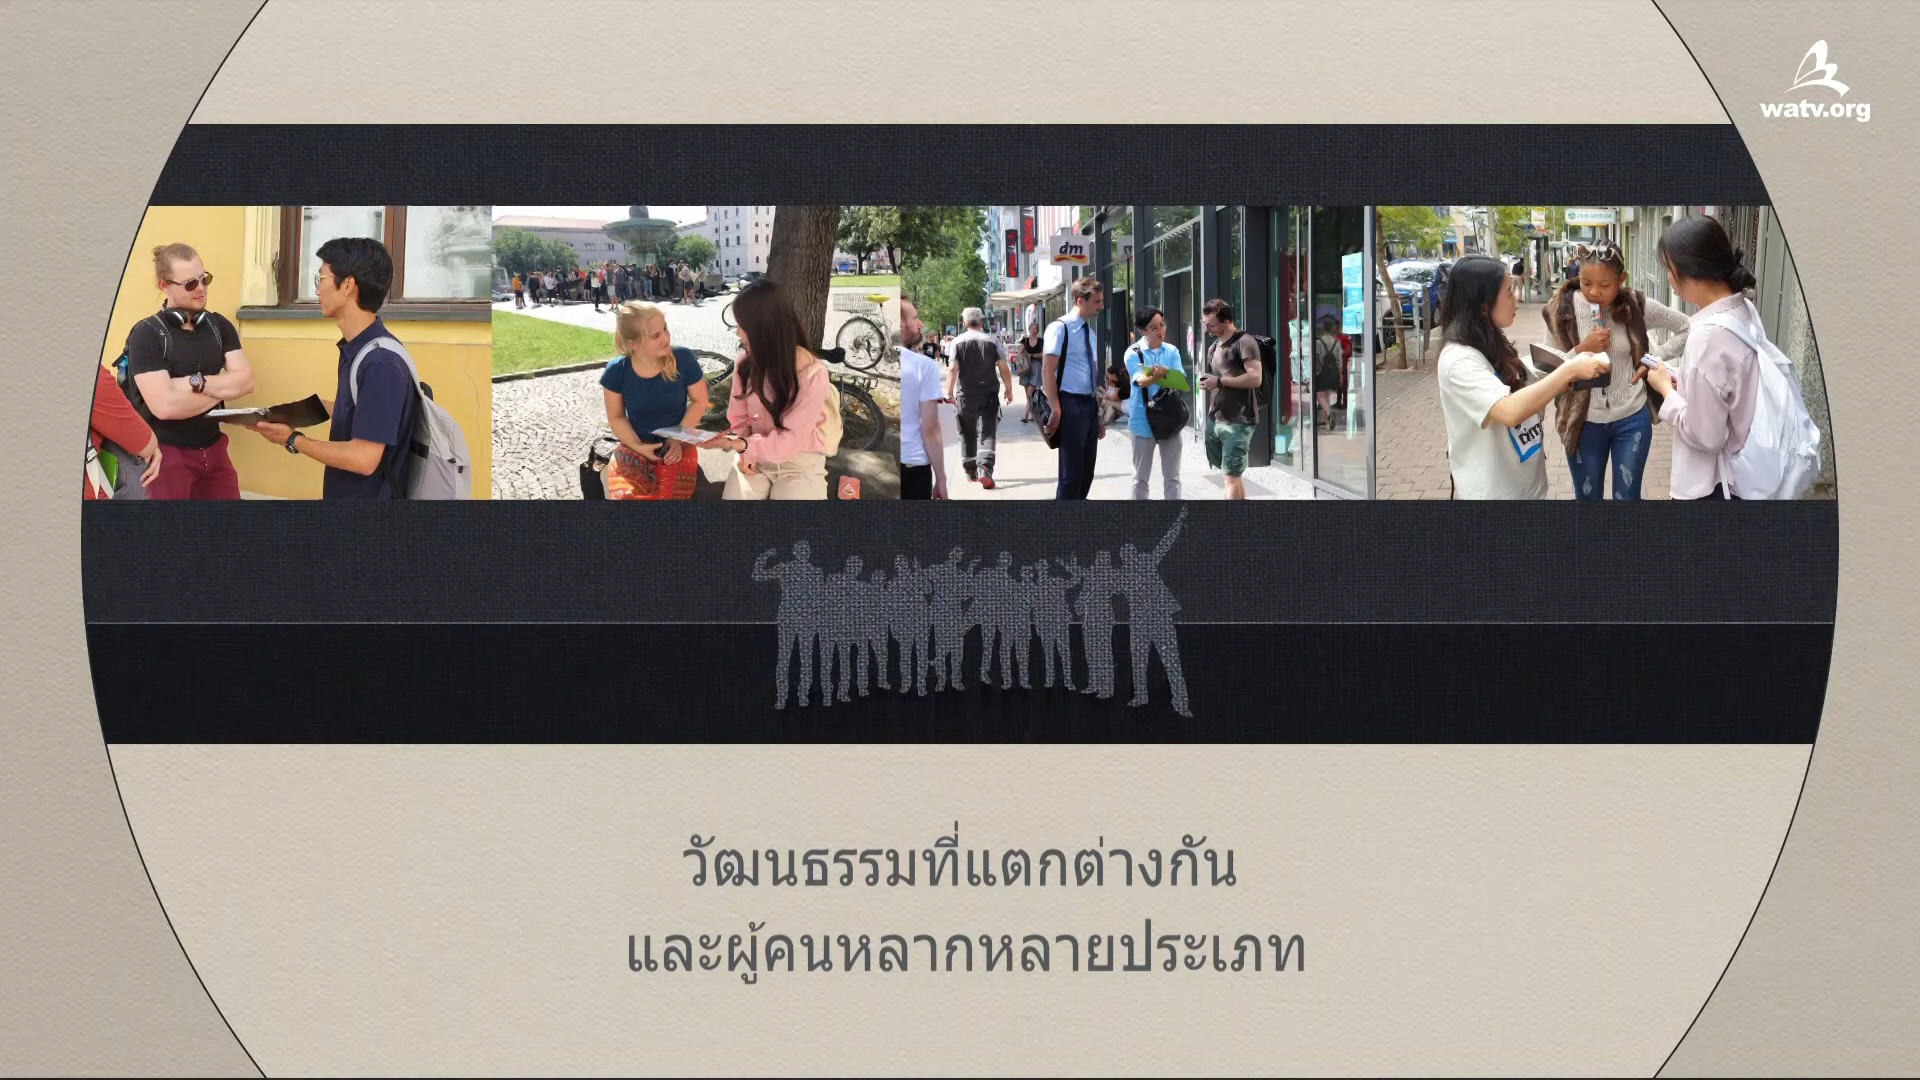 watv.org
dm
วัฒนธรรมที่แตกต่างกัน
และผู้คนหลากหลายประเภท